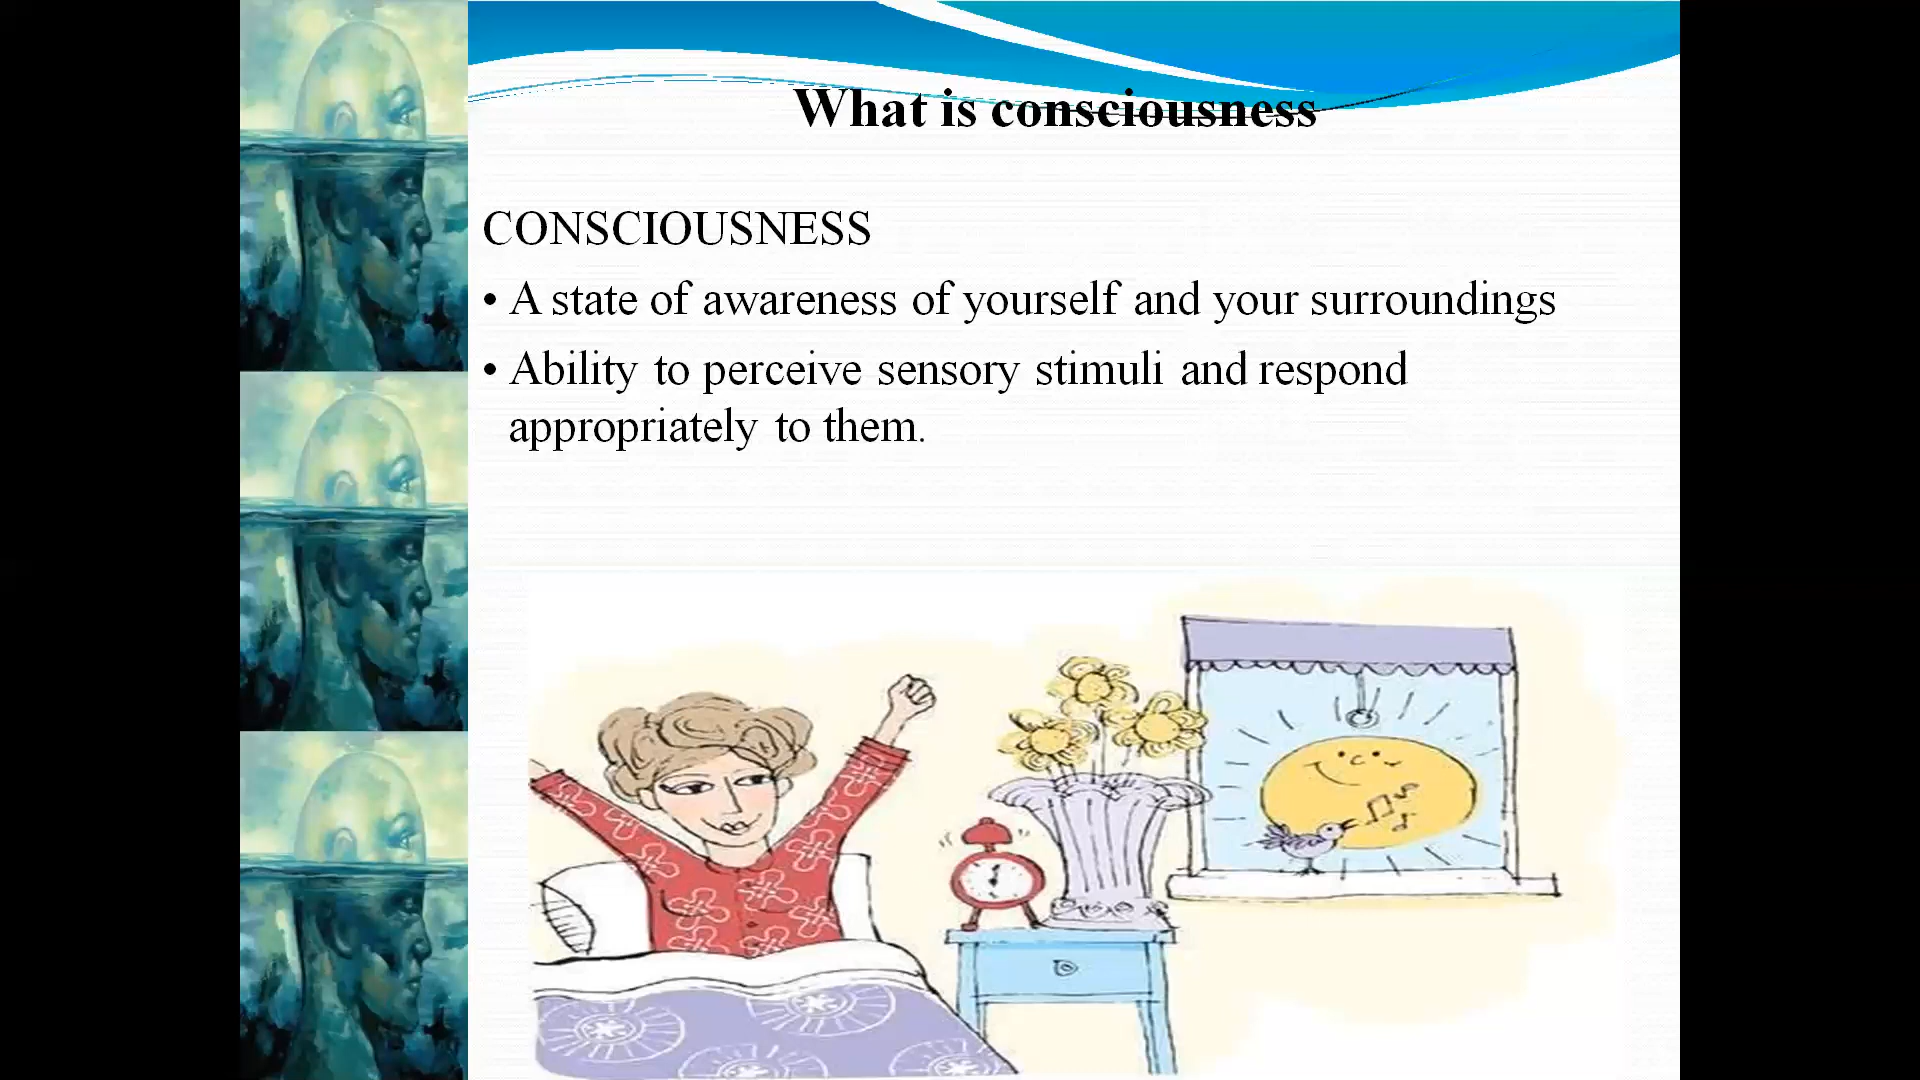 What is consciousness
CONSCIOUSNESS
• A state of awareness of yourself and your surroundings
• Ability to perceive sensory stimuli and respond
appropriately to them.